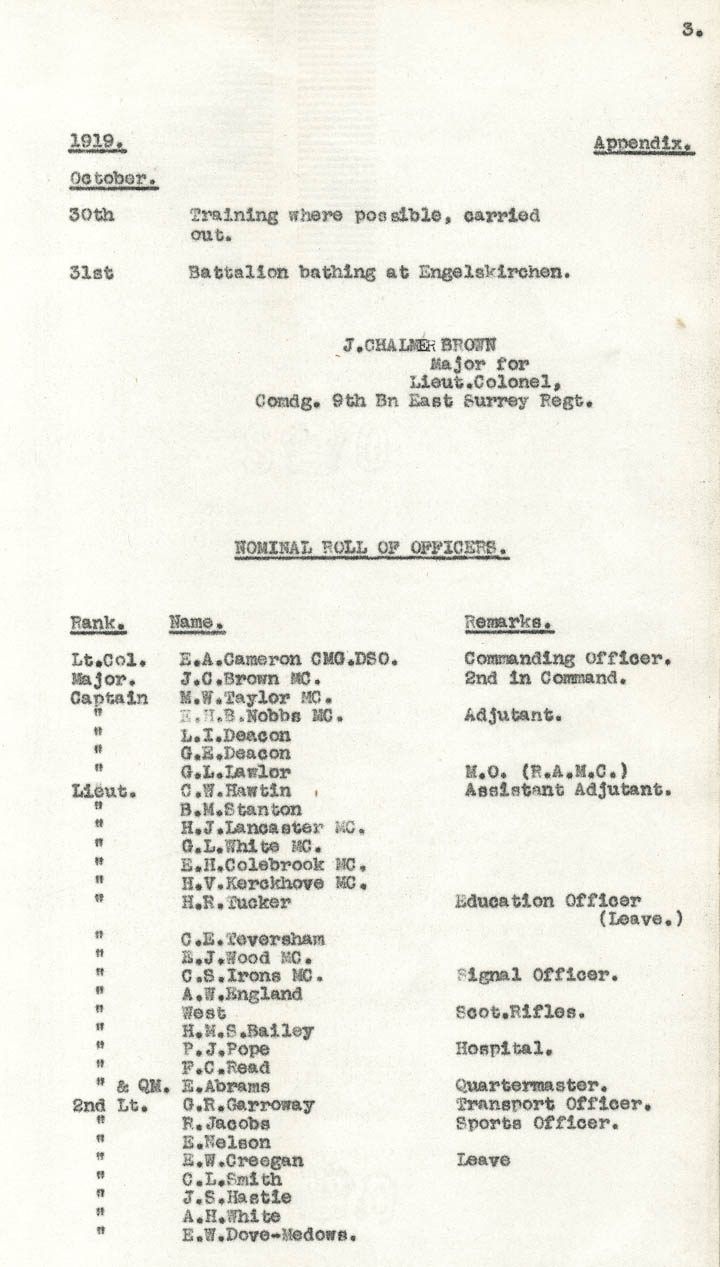 3.
1919. Appendix.
October.
30th Training where possible, carried
out.
31st Battalion bathing at Engelskirchen.
J.CHALMER BROWN
Major for
Lieut.Colonel,
Comdg. 9th Bn East Surrey Regt.
NOMINAL ROLL OF OFFICERS.
Rank. Name. Remarks.
Lt.Col. E.A.Cameron CMG.DSO. Commanding Officer.
Major. J.C.Brown MC. 2nd in Command.
Captain M.W.Taylor MC.
" E.H.B.Nobbs MC. Adjutant.
" L.I.Deacon
" G.E.Deacon
" G.L.Lawlor M.O. (R.A.M.C.)
Lieut. C.W.Hawtin Assistant Adjutant.
" B.M.Stanton
" H.J.Lancaster MC.
" G.L.White MC.
" E.H.Colebrook MC.
" H.V.Kerckhove MC.
" H.R.Tucker Education Officer
(Leave.)
" C.E.Teversham
" E.J.Wood MC.
" C.S.Irons MC. Signal Officer.
" A.W.England
" West Scot.Rifles.
" H.M.S.Bailey
" P.J.Pope Hospital.
" F.C.Read
" & QM. E.Abrams Quartermaster.
2nd Lt. G.R.Garroway Transport Officer.
" R.Jacobs Sports Officer.
" E.Nelson
" E.W.Creegan Leave
" C.L.Smith
" J.S.Hastie
" A.H.White
" E.W.Dove-Medows.